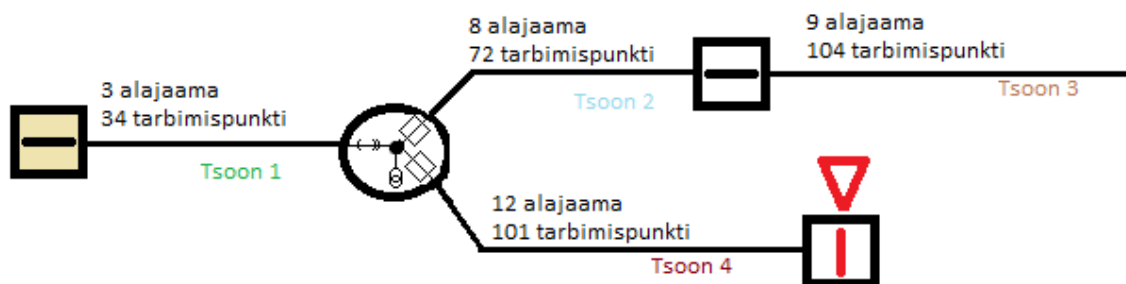 3 alajaama
34 tarbimispunkti
Tsoon 1
8 alajaama
72 tarbimispunkti
Tsoon 2
9 alajaama
104 tarbimispunkti
Tsoon 3
12 alajaama
101 tarbimispunkti
Tsoon 4